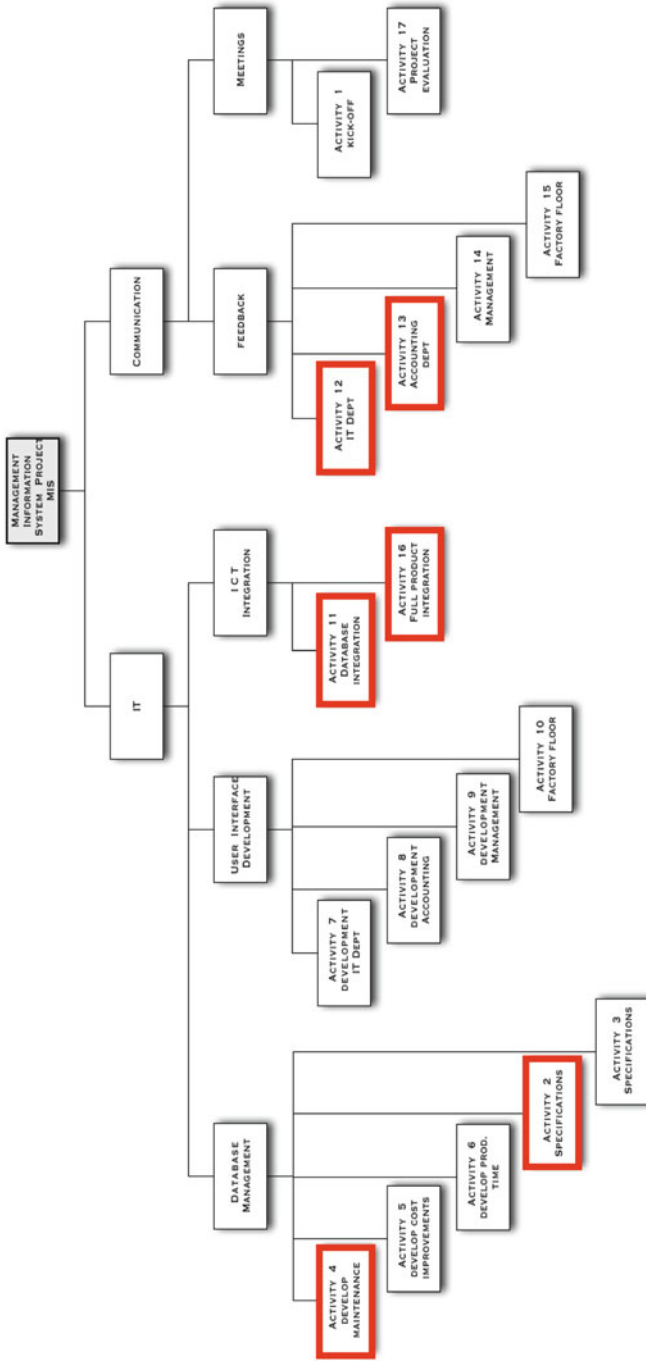 MANAGEMENT
INFORMATION
SYSTEM PROJECT
MIS
IT
COMMUNICATION
DATABASE
MANAGEMENT
USER INTERFACE
DEVELOPMENT
ICT
INTEGRATION
FEEDBACK
MEETINGS
ACTIVITY 4
DEVELOP
MAINTENANCE
ACTIVITY 5
DEVELOP COST
IMPROVEMENTS
ACTIVITY 6
DEVELOP PROD.
TIME
ACTIVITY 2
SPECIFICATIONS
ACTIVITY 3
SPECIFICATIONS
ACTIVITY 7
DEVELOPMENT
IT DEPT
ACTIVITY 8
DEVELOPMENT
ACCOUNTING
ACTIVITY 9
DEVELOPMENT
MANAGEMENT
ACTIVITY 10
FACTORY FLOOR
ACTIVITY 11
DATABASE
INTEGRATION
ACTIVITY 16
FULL PRODUCT
INTEGRATION
ACTIVITY 12
IT DEPT
ACTIVITY 13
ACCOUNTING
DEPT
ACTIVITY 14
MANAGEMENT
ACTIVITY 15
FACTORY FLOOR
ACTIVITY 1
KICK-OFF
ACTIVITY 17
PROJECT
EVALUATION